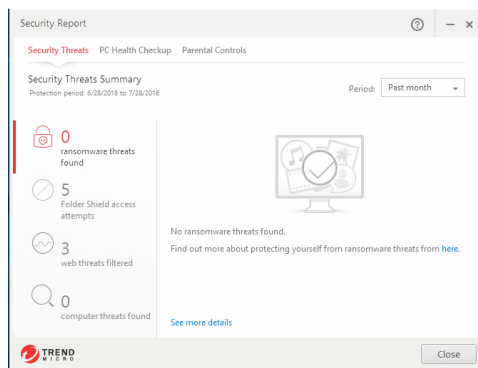 Security Report
Security Threats PC Health Checkup Parental Controls
Security Threats Summary
Protection period: 6/28/2016 to 7/28/2016
Period: Past month
0
ransomware threats
found
5
Folder Shield access
attempts
3
web threats filtered
0
computer threats found
No ransomware threats found.
Find out more about protecting yourself from ransomware threats from here.
See more details
TREND
MICRO
Close